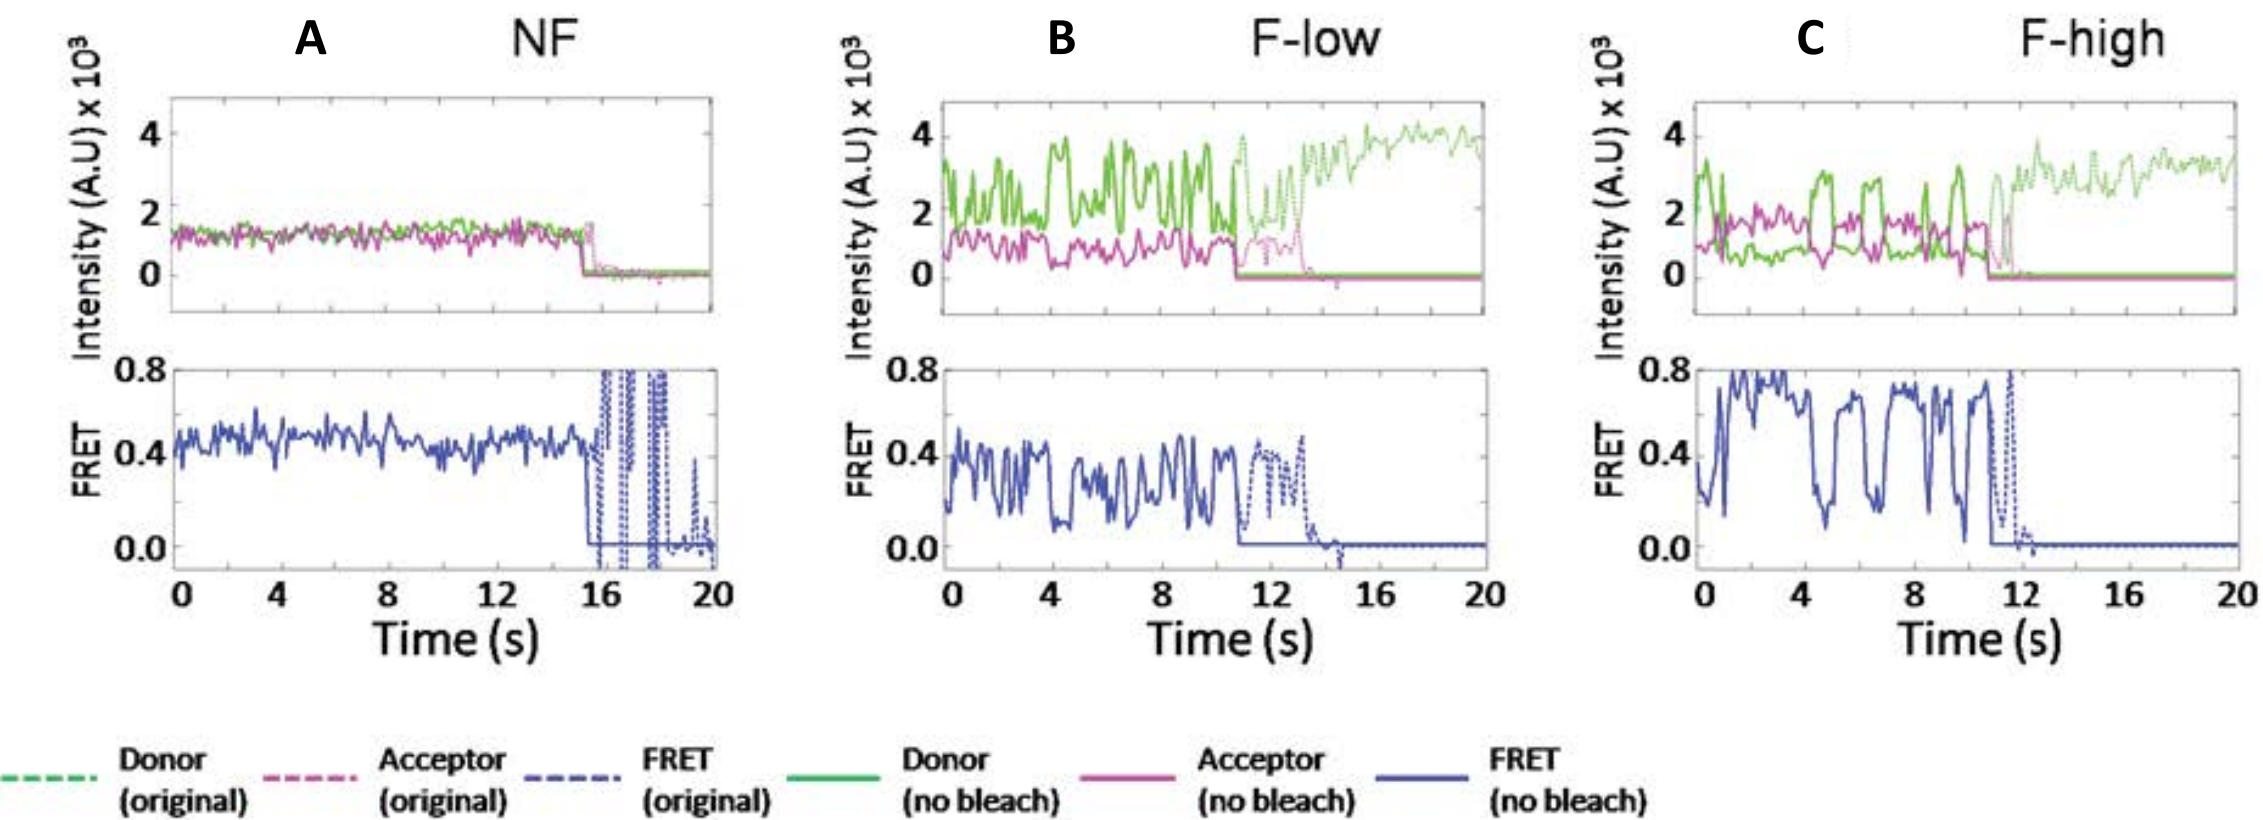 A NF
Intensity (A.U) x 10³
4
2
0
FRET
0.8
0.4
0.0
0 4 8 12 16 20
Time (s)
B F-low
Intensity (A.U) x 10³
4
2
0
FRET
0.8
0.4
0.0
0 4 8 12 16 20
Time (s)
C F-high
Intensity (A.U) x 10³
4
2
0
FRET
0.8
0.4
0.0
0 4 8 12 16 20
Time (s)
Donor
(original)
Acceptor
(original)
FRET
(original)
Donor
(no bleach)
Acceptor
(no bleach)
FRET
(no bleach)